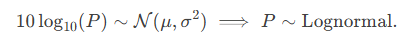 10 log₁₀(P) ∼ 𝒩(μ, σ²) ⟹ P ∼ Lognormal.